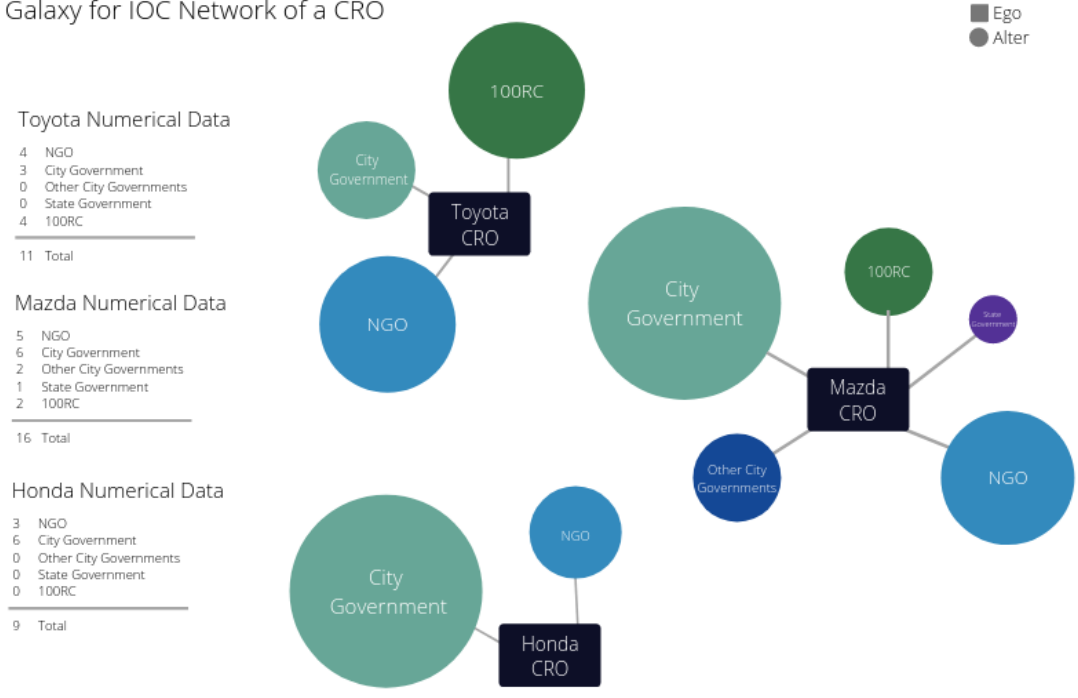 Galaxy for IOC Network of a CRO
Ego
Alter
Toyota Numerical Data
4 NGO
3 City Government
0 Other City Governments
0 State Government
4 100RC
11 Total
Mazda Numerical Data
5 NGO
6 City Government
2 Other City Governments
1 State Government
2 100RC
16 Total
Honda Numerical Data
3 NGO
6 City Government
0 Other City Governments
0 State Government
0 100RC
9 Total
100RC
City
Government
Toyota
CRO
NGO
City
Government
100RC
State
Government
Mazda
CRO
Other City
Governments
NGO
City
Government
NGO
Honda
CRO